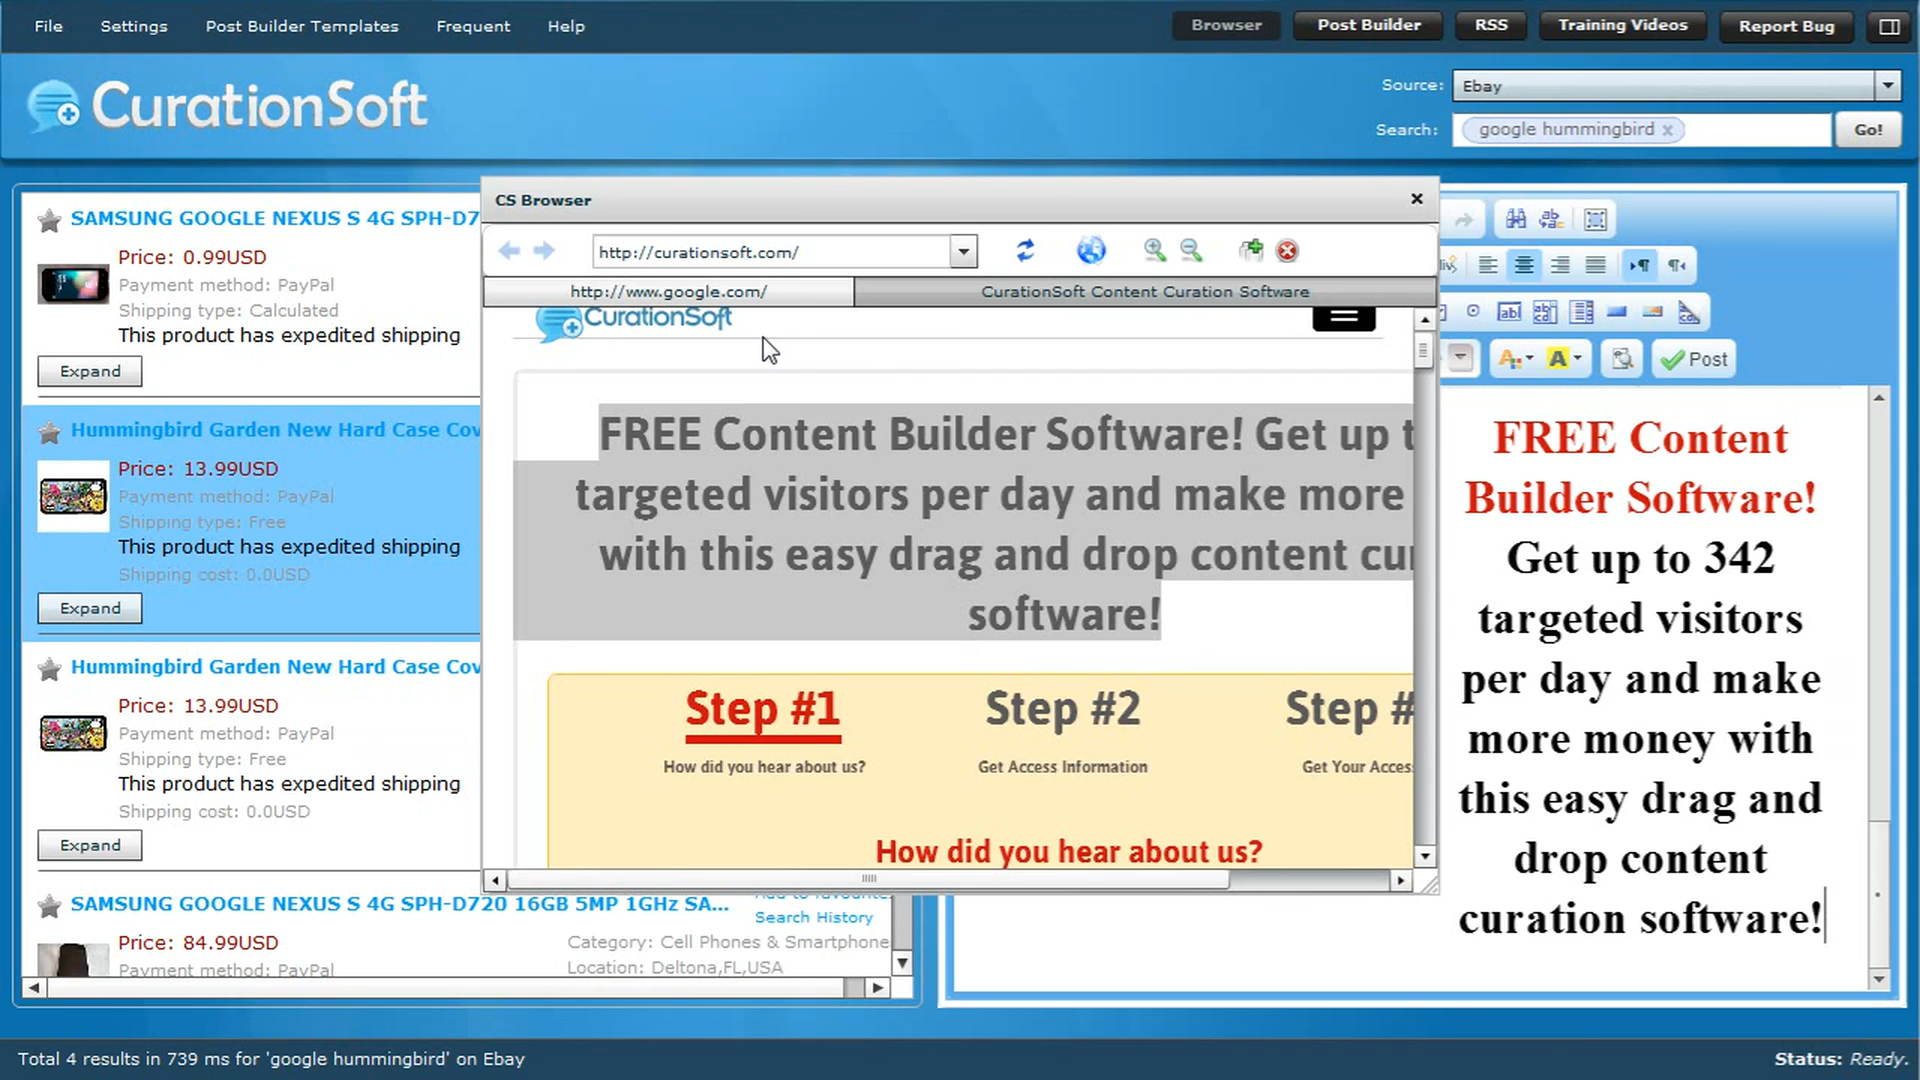 File Settings Post Builder Templates Frequent Help Browser Post Builder RSS Training Videos Report Bug
CurationSoft
Source: Ebay
Search: google hummingbird x Go!
SAMSUNG GOOGLE NEXUS S 4G SPH-D7
Price: 0.99USD
Payment method: PayPal
Shipping type: Calculated
This product has expedited shipping
Expand
Hummingbird Garden New Hard Case Cov
Price: 13.99USD
Payment method: PayPal
Shipping type: Free
This product has expedited shipping
Shipping cost: 0.0USD
Expand
Hummingbird Garden New Hard Case Cov
Price: 13.99USD
Payment method: PayPal
Shipping type: Free
This product has expedited shipping
Shipping cost: 0.0USD
Expand
SAMSUNG GOOGLE NEXUS S 4G SPH-D720 16GB 5MP 1GHz SA...
Search History
Price: 84.99USD
Category: Cell Phones & Smartphone
Payment method: PayPal
Location: Deltona,FL,USA
CS Browser
http://curationsoft.com/
http://www.google.com/ CurationSoft Content Curation Software
CurationSoft
FREE Content Builder Software! Get up t
targeted visitors per day and make more
with this easy drag and drop content cu
software!
Step #1 Step #2 Step #
How did you hear about us? Get Access Information Get Your Acces
How did you hear about us?
Post
FREE Content
Builder Software!
Get up to 342
targeted visitors
per day and make
more money with
this easy drag and
drop content
curation software!
Total 4 results in 739 ms for 'google hummingbird' on Ebay
Status: Ready.